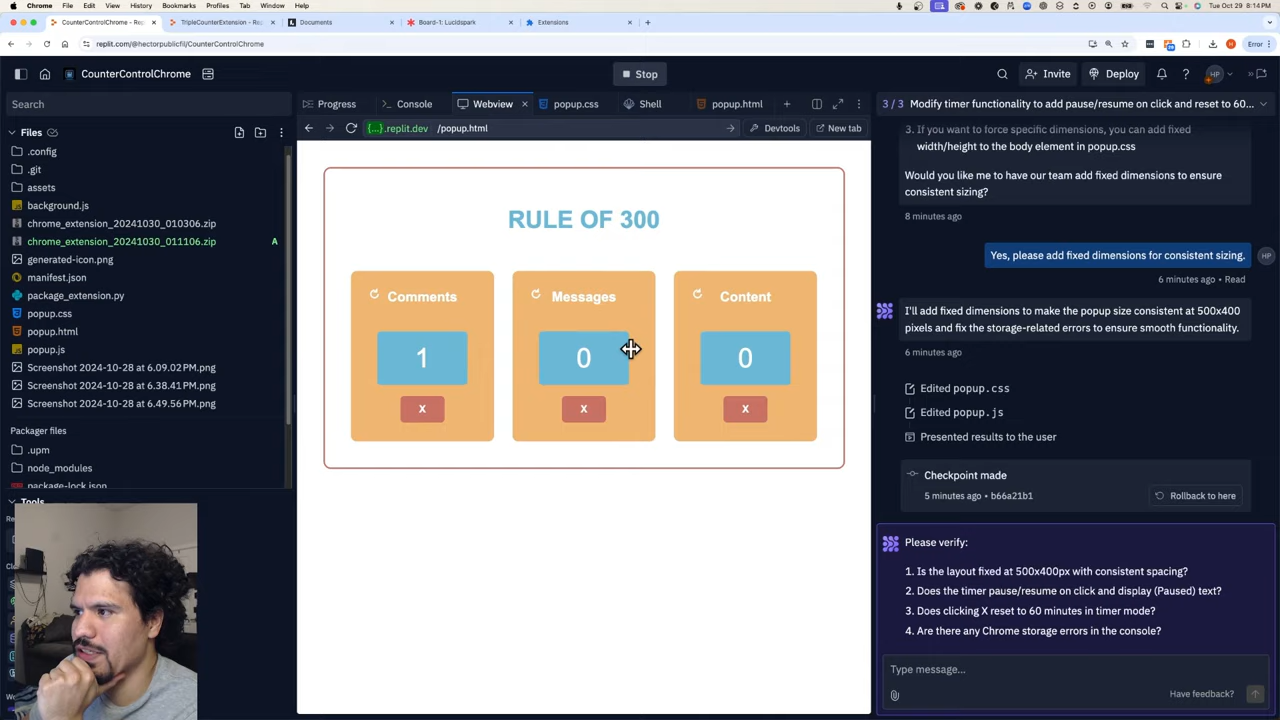 Chrome File Edit View History Bookmarks Profiles Tab Window Help
Tue Oct 29 8:14 PM
CounterControlChrome - Rep
TripleCounterExtension - Rep
Documents
Board-1: Lucidspark
Extensions
replit.com/@hectorpublicfil/CounterControlChrome
Error
CounterControlChrome
Stop
Invite
Deploy
HP
Search
Progress
Console
Webview
popup.css
Shell
popup.html
3 / 3 Modify timer functionality to add pause/resume on click and reset to 60...
{...}.replit.dev /popup.html
Devtools
New tab
Files
.config
.git
assets
background.js
chrome_extension_20241030_010306.zip
chrome_extension_20241030_011106.zip
A
generated-icon.png
manifest.json
package_extension.py
popup.css
popup.html
popup.js
Screenshot 2024-10-28 at 6.09.02 PM.png
Screenshot 2024-10-28 at 6.38.41 PM.png
Screenshot 2024-10-28 at 6.49.56 PM.png
Packager files
.upm
node_modules
package-lock.json
Tools
RULE OF 300
Comments
1
x
Messages
0
x
Content
0
x
3. If you want to force specific dimensions, you can add fixed
width/height to the body element in popup.css
Would you like me to have our team add fixed dimensions to ensure
consistent sizing?
8 minutes ago
Yes, please add fixed dimensions for consistent sizing.
HP
6 minutes ago • Read
I'll add fixed dimensions to make the popup size consistent at 500x400
pixels and fix the storage-related errors to ensure smooth functionality.
6 minutes ago
Edited popup.css
Edited popup.js
Presented results to the user
Checkpoint made
5 minutes ago • b66a21b1
Rollback to here
Please verify:
1. Is the layout fixed at 500x400px with consistent spacing?
2. Does the timer pause/resume on click and display (Paused) text?
3. Does clicking X reset to 60 minutes in timer mode?
4. Are there any Chrome storage errors in the console?
Type message...
Have feedback?